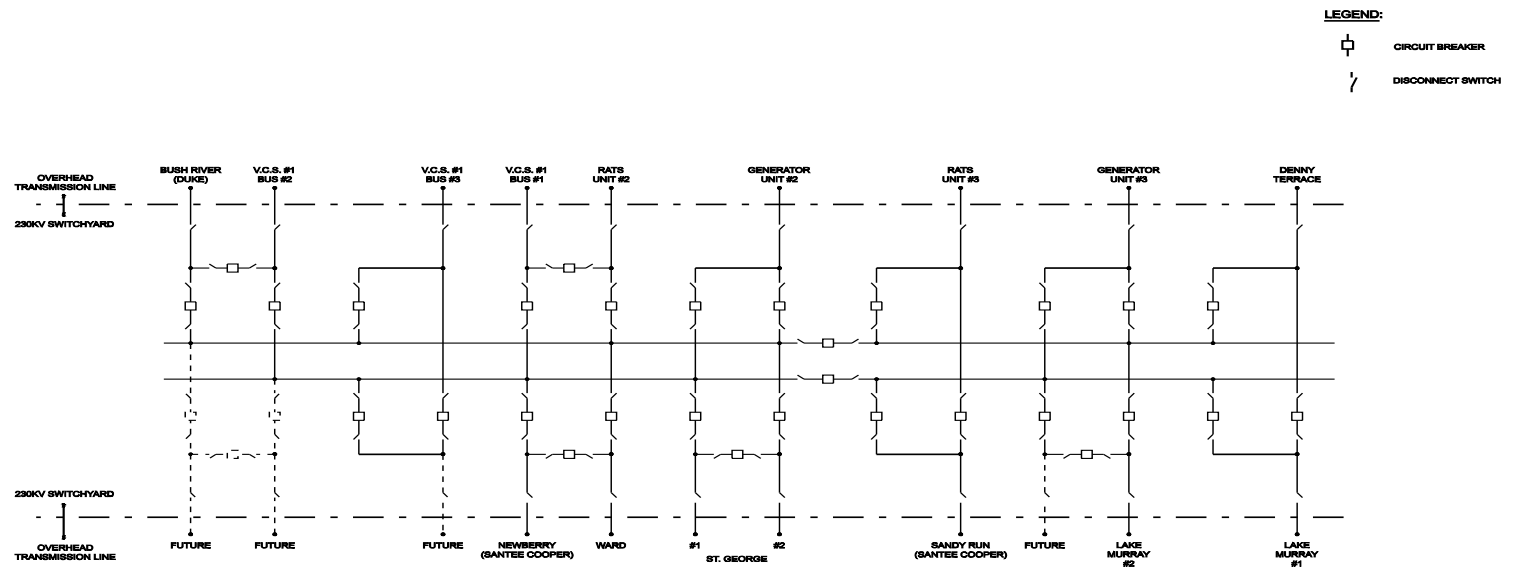 LEGEND:
CIRCUIT BREAKER
DISCONNECT SWITCH
OVERHEAD
TRANSMISSION LINE
230KV SWITCHYARD
BUSH RIVER
(DUKE)
V.C.S. #1
BUS #2
V.C.S. #1
BUS #3
V.C.S. #1
BUS #1
RATS
UNIT #2
GENERATOR
UNIT #2
RATS
UNIT #3
GENERATOR
UNIT #3
DENNY
TERRACE
230KV SWITCHYARD
OVERHEAD
TRANSMISSION LINE
FUTURE
FUTURE
FUTURE
NEWBERRY
(SANTEE COOPER)
WARD
#1
#2
ST. GEORGE
SANDY RUN
(SANTEE COOPER)
FUTURE
LAKE
MURRAY
#2
LAKE
MURRAY
#1